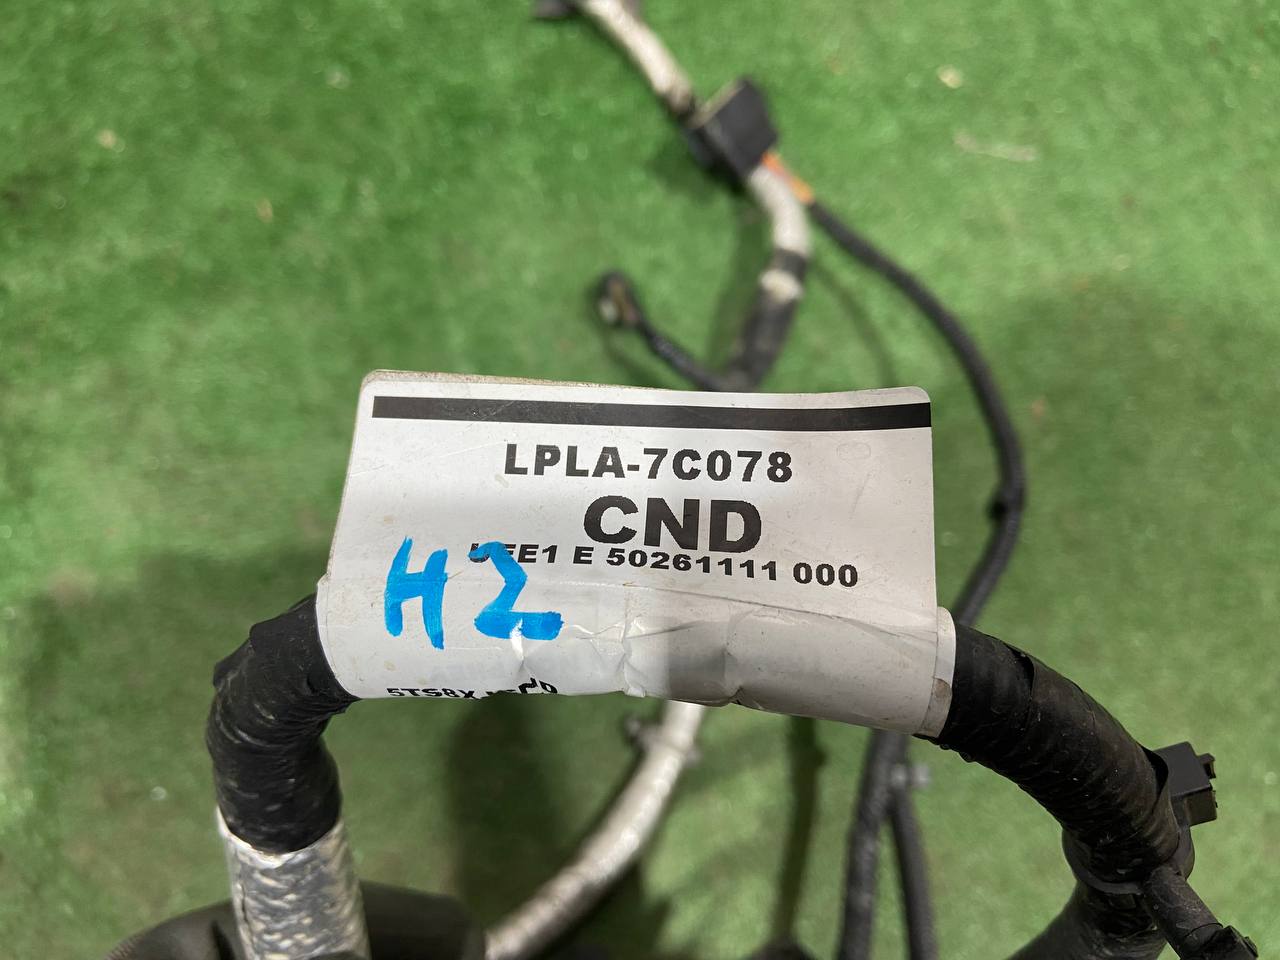 LPLA-7C078
CND
E 50261111 000
H2